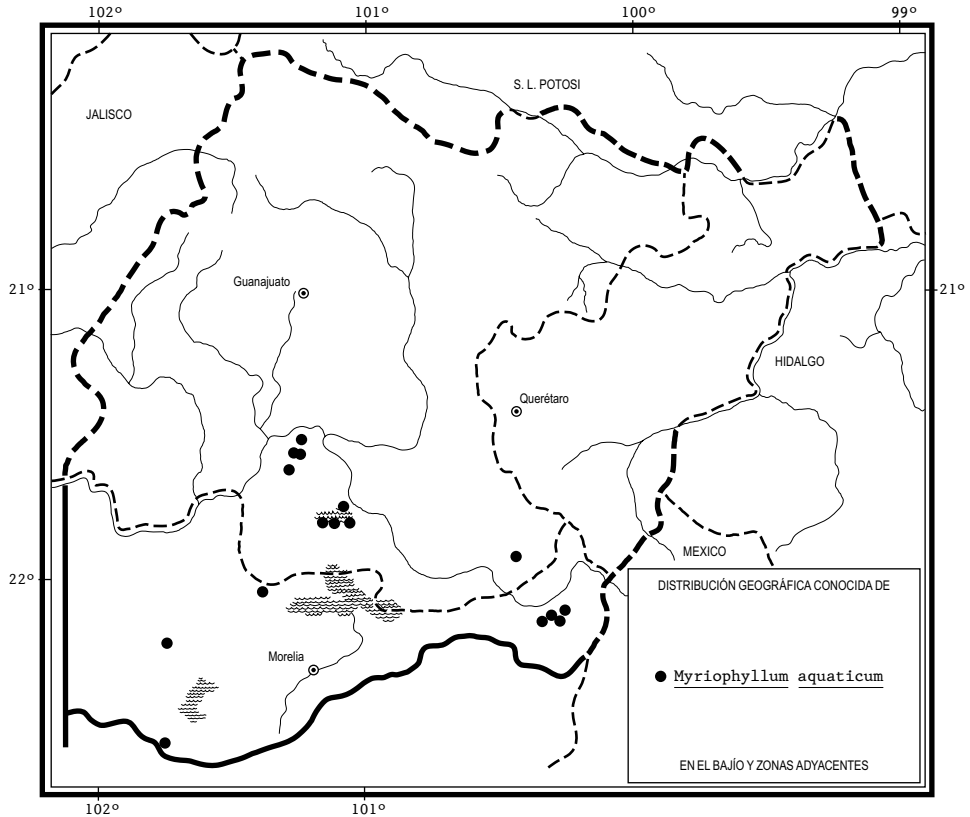 102º 101º 100º 99º
S. L. POTOSI
JALISCO
Guanajuato
21º
21º
HIDALGO
Querétaro
MEXICO
22º
DISTRIBUCIÓN GEOGRÁFICA CONOCIDA DE
Morelia
Myriophyllum aquaticum
EN EL BAJÍO Y ZONAS ADYACENTES
102º 101º